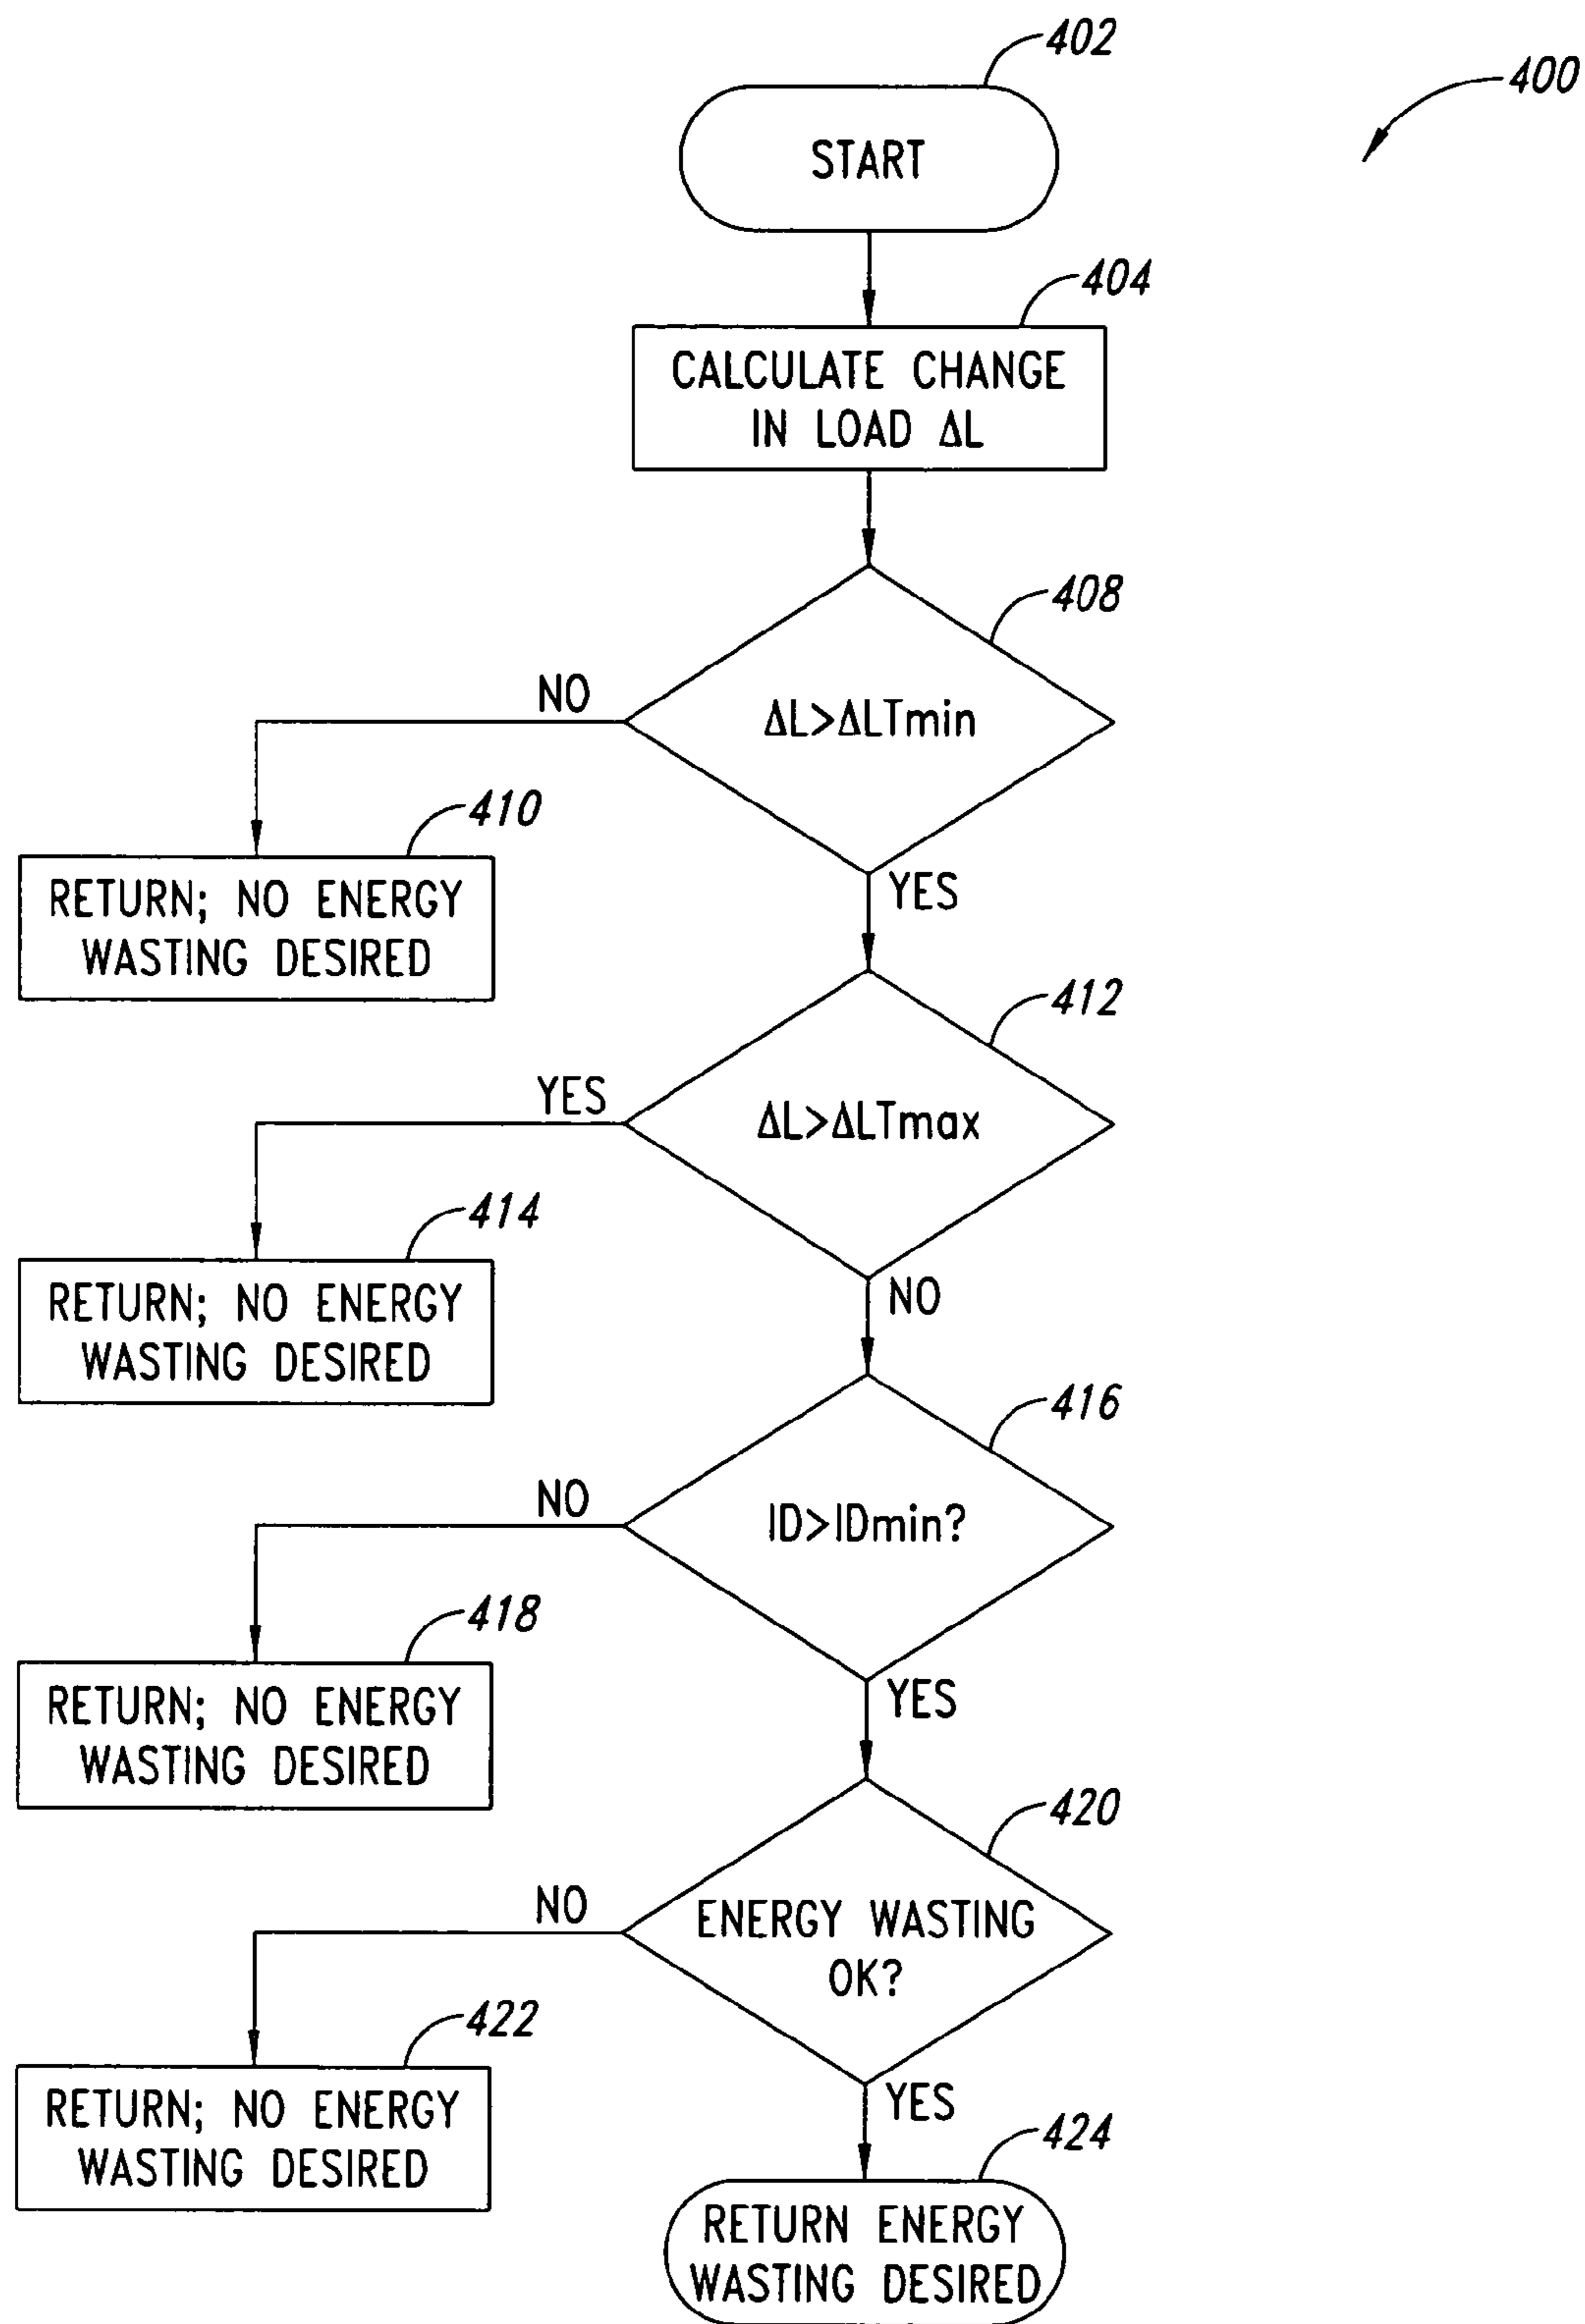 402
400
START
404
CALCULATE CHANGE
IN LOAD ΔL
408
NO
ΔL>ΔLTmin
410
YES
RETURN; NO ENERGY
WASTING DESIRED
412
YES
ΔL>ΔLTmax
414
NO
RETURN; NO ENERGY
WASTING DESIRED
416
NO
ID>IDmin?
418
YES
RETURN; NO ENERGY
WASTING DESIRED
420
NO
ENERGY WASTING
OK?
422
YES
RETURN; NO ENERGY
WASTING DESIRED
424
RETURN ENERGY
WASTING DESIRED